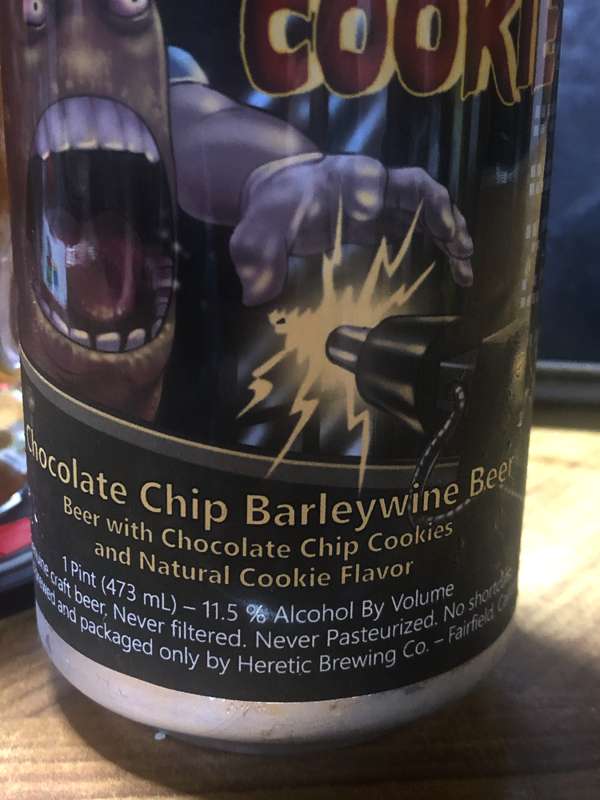 COOKI
Chocolate Chip Barleywine Beer
Beer with Chocolate Chip Cookies
and Natural Cookie Flavor
1 Pint (473 mL) – 11.5 % Alcohol By Volume
craft beer, Never filtered. Never Pasteurized. No
and packaged only by Heretic Brewing Co. – Fairfield,